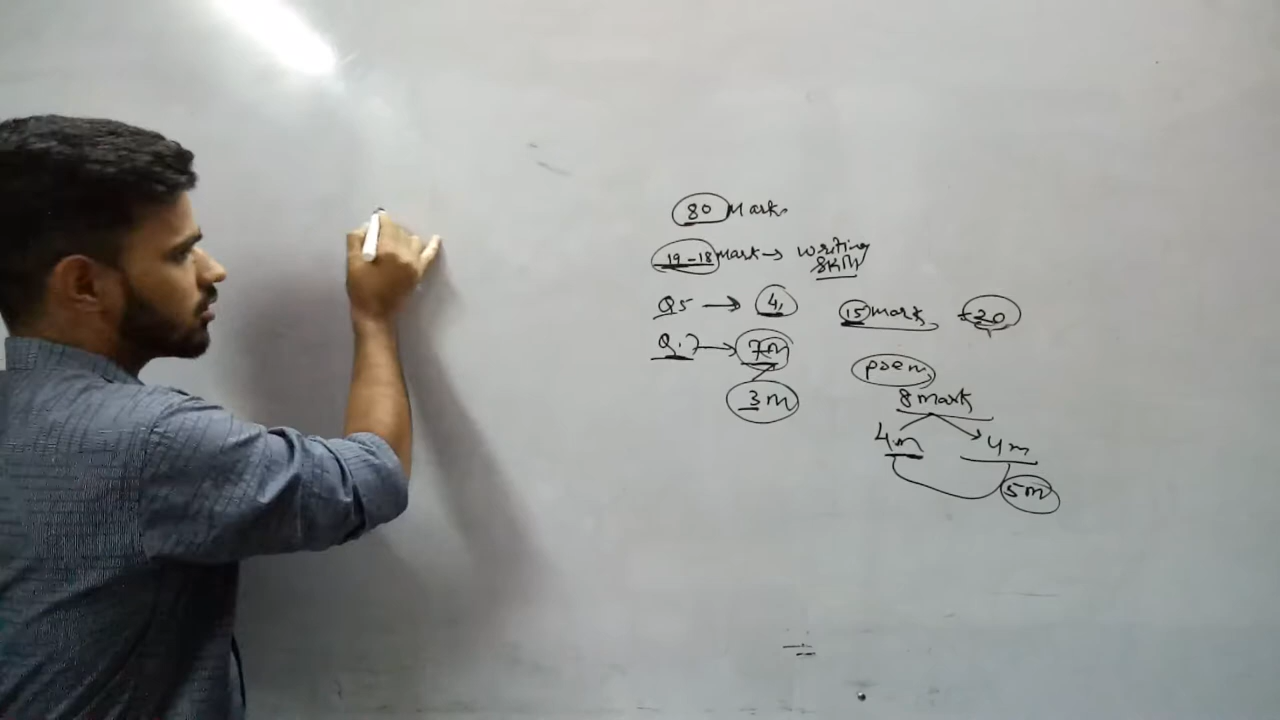 80 Marks
19-18 mark → writing
skill
Q5 → 4
15 mark
20
Q.7 → 7m
3m
poem
8 mark
4m
4m
5m